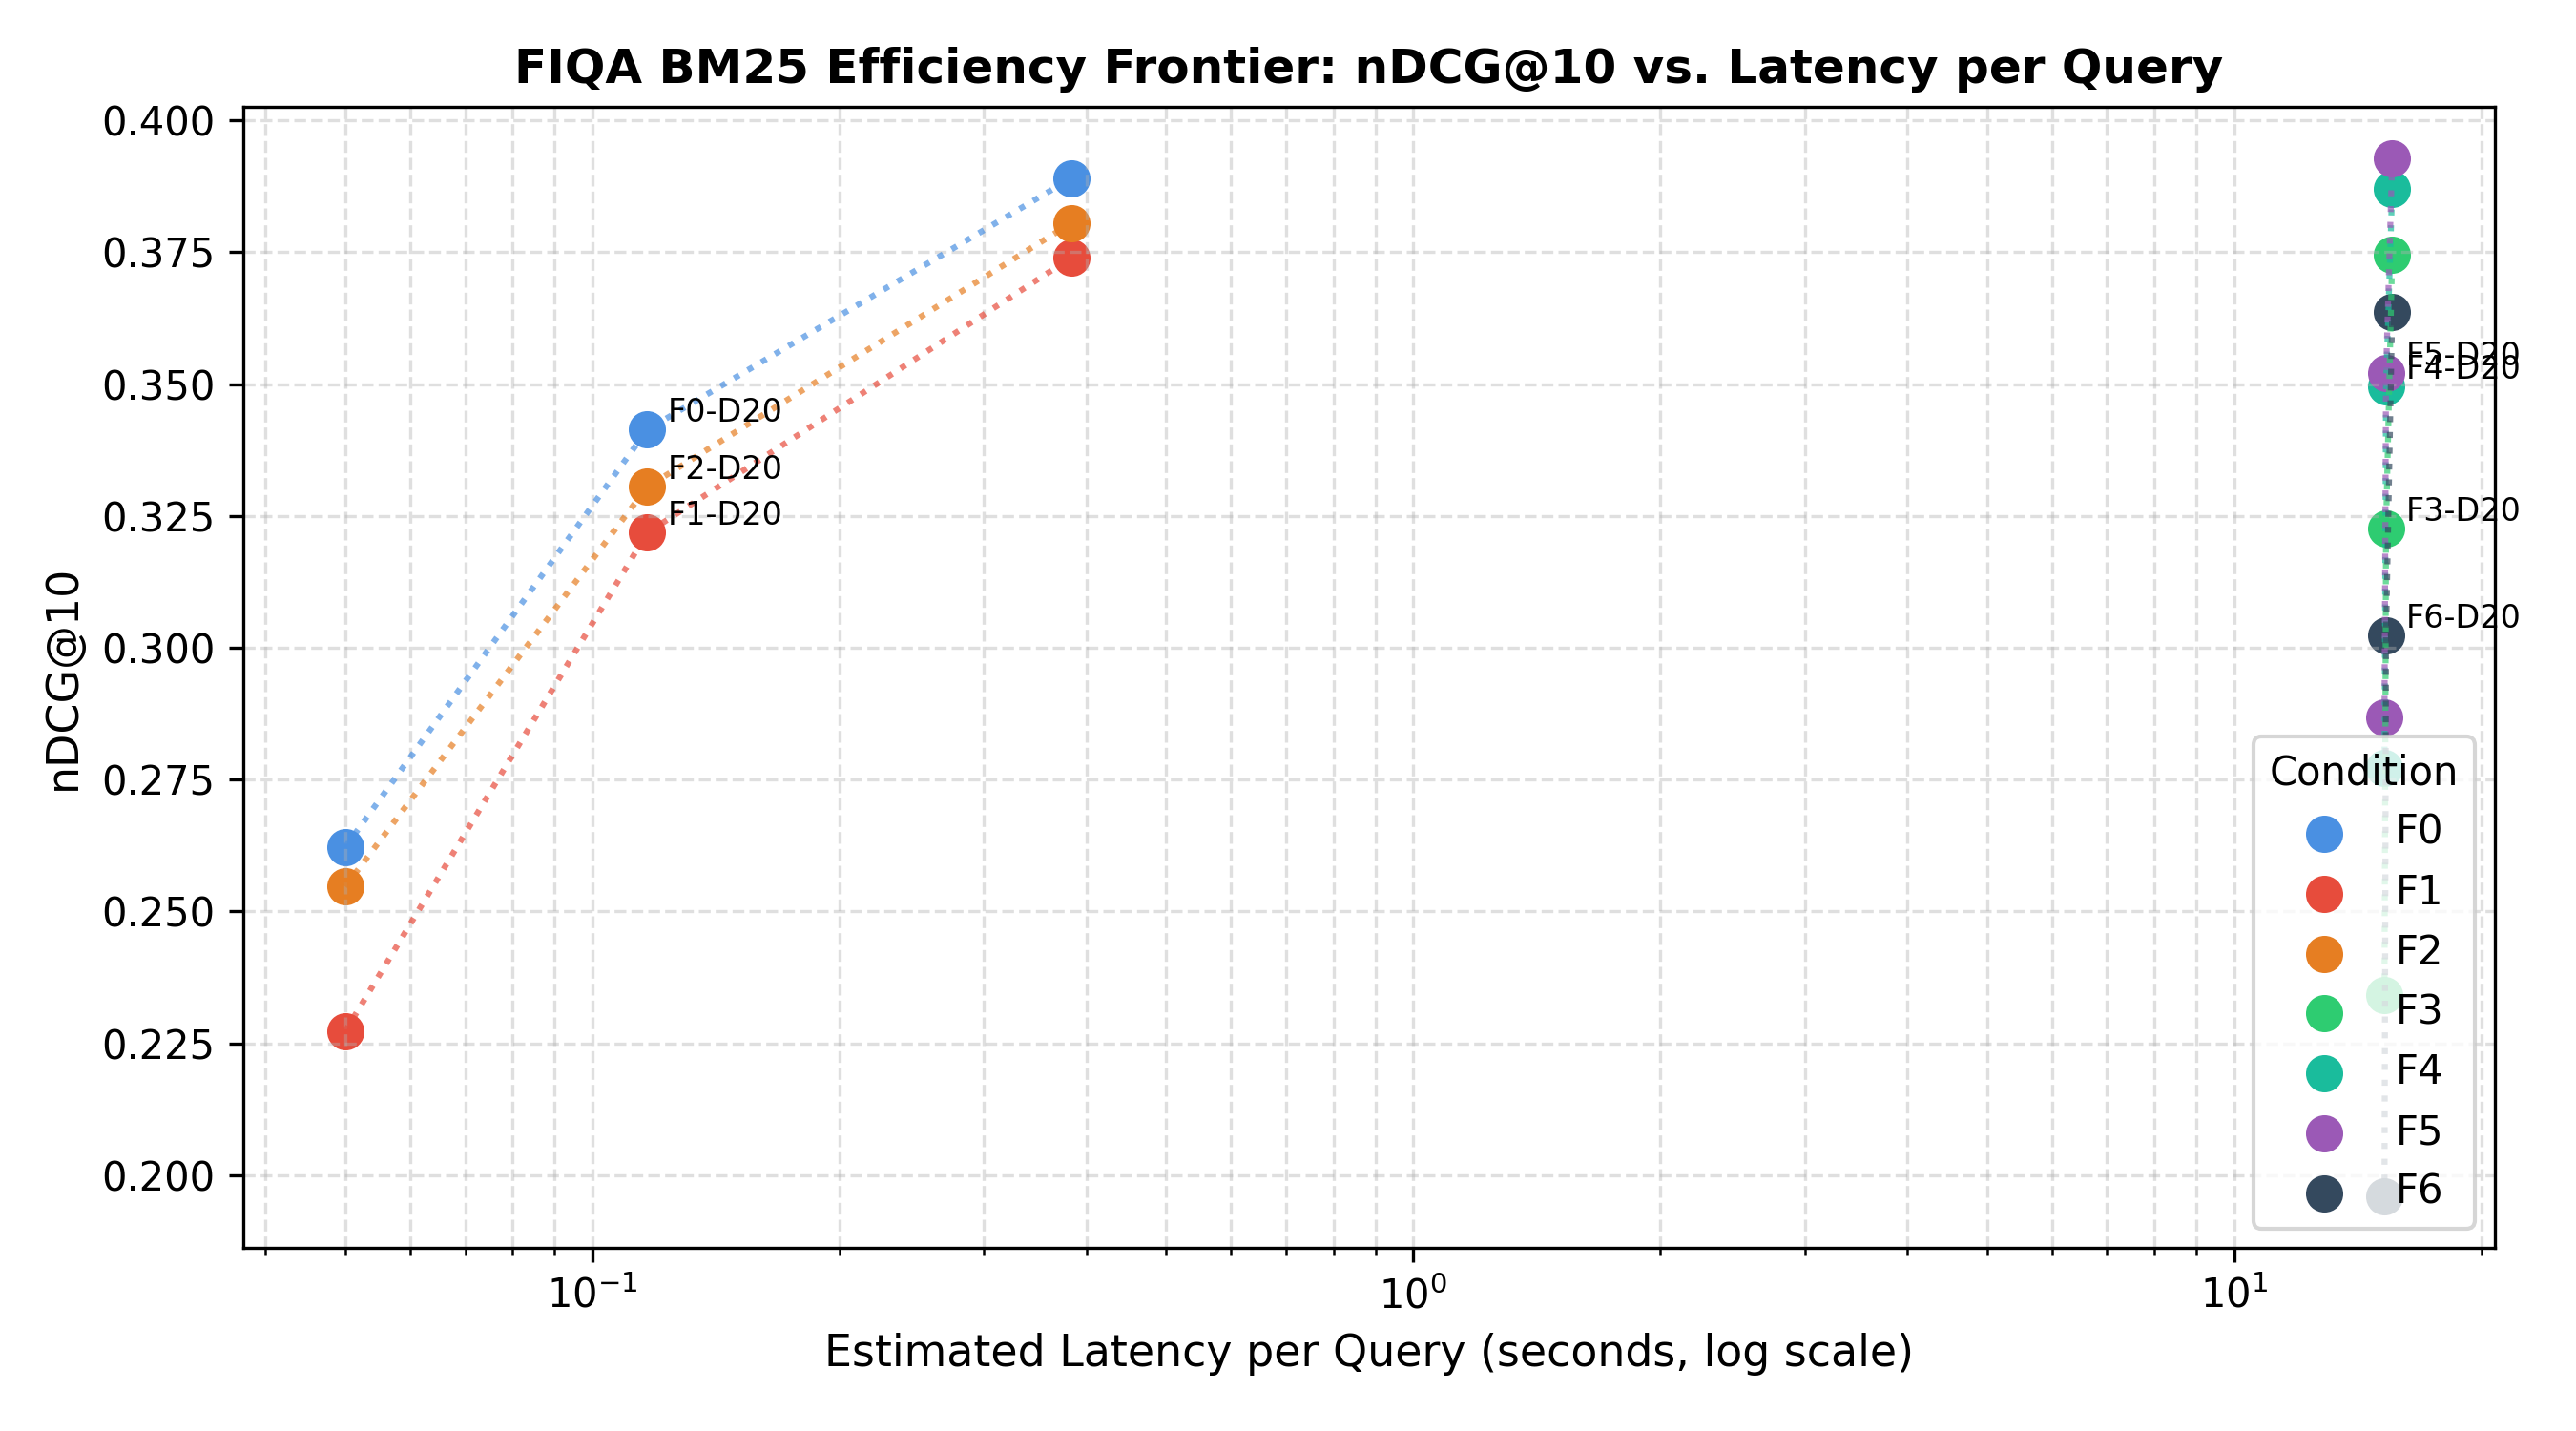 FIQA BM25 Efficiency Frontier: nDCG@10 vs. Latency per Query
nDCG@10
0.400
0.375
0.350
0.325
0.300
0.275
0.250
0.225
0.200
F0-D20
F2-D20
F1-D20
F5-D20
F4-D20
F3-D20
F6-D20
Condition
F0
F1
F2
F3
F4
F5
F6
10⁻¹
10⁰
10¹
Estimated Latency per Query (seconds, log scale)